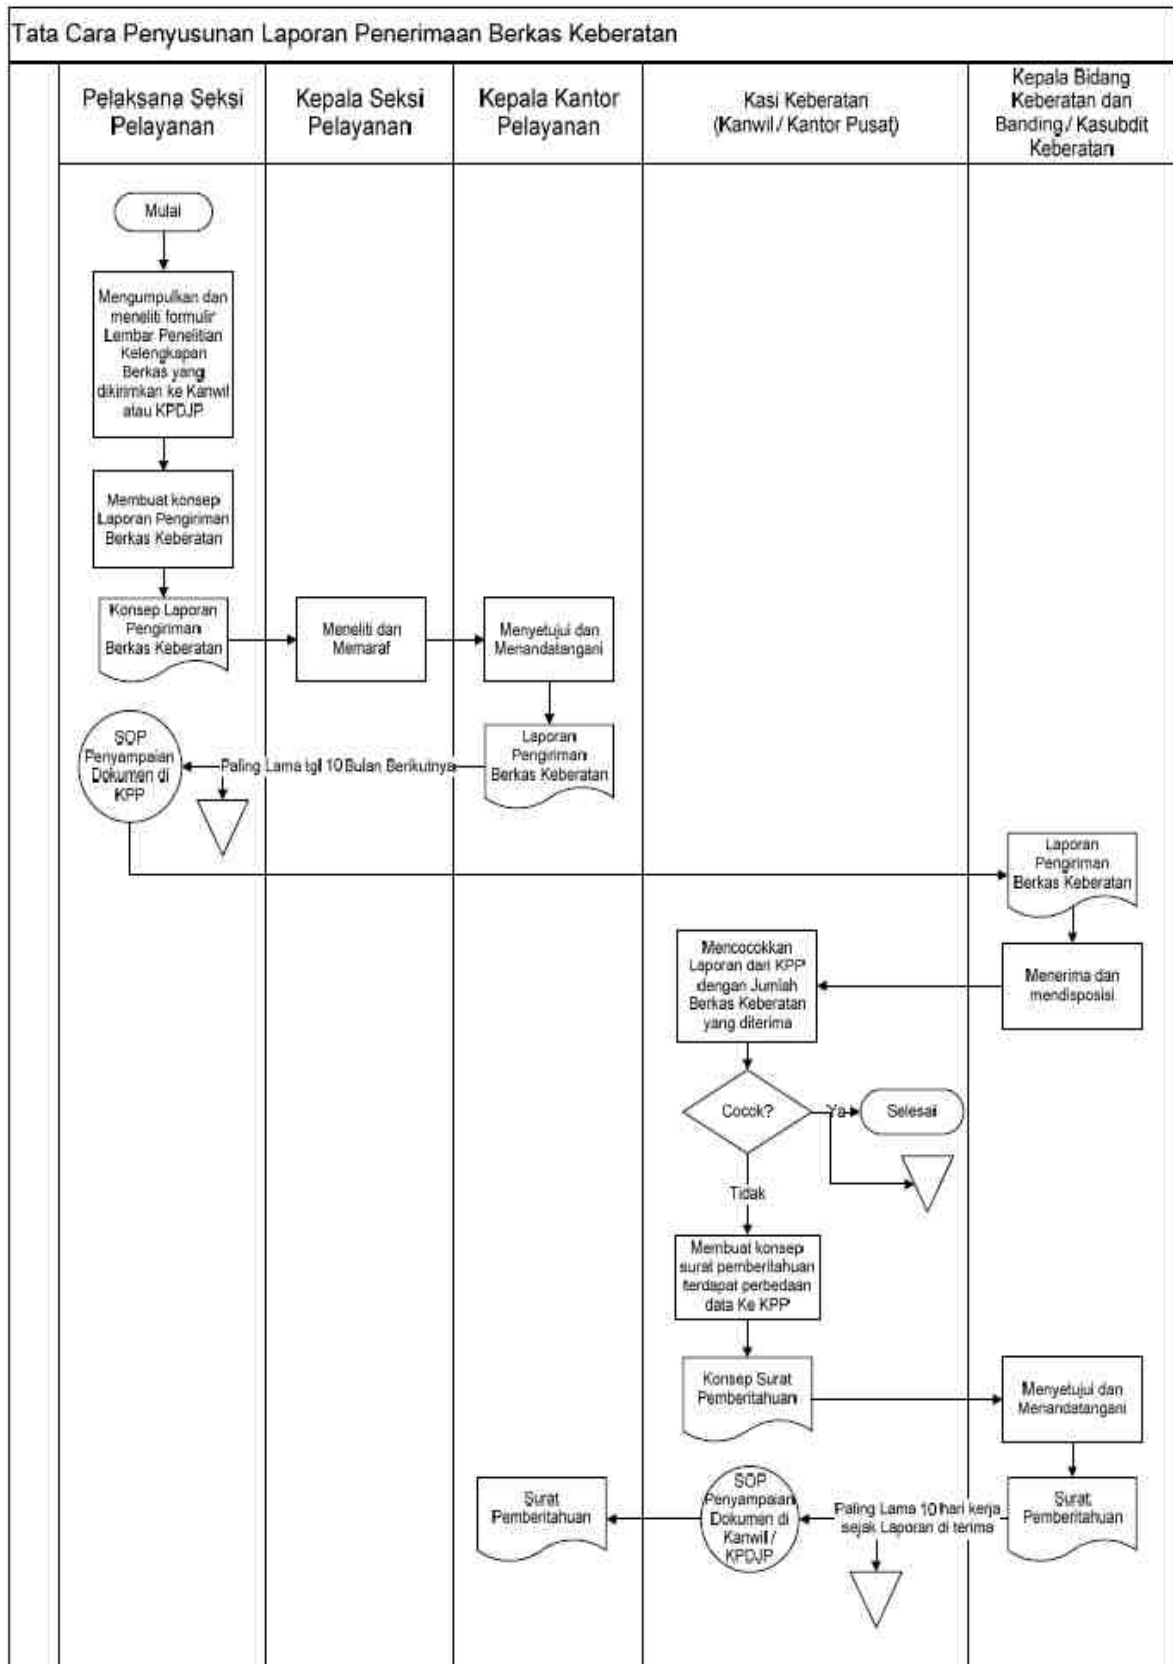 Tata Cara Penyusunan Laporan Penerimaan Berkas Keberatan
Pelaksana Seksi
Pelayanan
Kepala Seksi
Pelayanan
Kepala Kantor
Pelayanan
Kasi Keberatan
(Kanwil / Kantor Pusat)
Kepala Bidang
Keberatan dan
Banding / Kasubdit
Keberatan
Mulai
Mengumpulkan dan
meneliti formulir
Lembar Penelitian
Kelengkapan
Berkas yang
dikirimkan ke Kanwil
atau KPDJP
Membuat konsep
Laporan Pengiriman
Berkas Keberatan
Konsep Laporan
Pengiriman
Berkas Keberatan
Meneliti dan
Memaraf
Menyetujui dan
Menandatangani
Laporan
Pengiriman
Berkas Keberatan
Paling Lama tgl 10 Bulan Berikutnya
SOP
Penyampaian
Dokumen di
KPP
Laporan
Pengiriman
Berkas Keberatan
Menerima dan
mendisposisi
Mencocokkan
Laporan dari KPP
dengan Jumlah
Berkas Keberatan
yang diterima
Cocok?
Ya
Selesai
Tidak
Membuat konsep
surat pemberitahuan
terdapat perbedaan
data Ke KPP
Konsep Surat
Pemberitahuan
Menyetujui dan
Menandatangani
Surat
Pemberitahuan
Paling Lama 10 hari kerja
sejak Laporan di terima
SOP
Penyampaian
Dokumen di
Kanwil /
KPDJP
Surat
Pemberitahuan